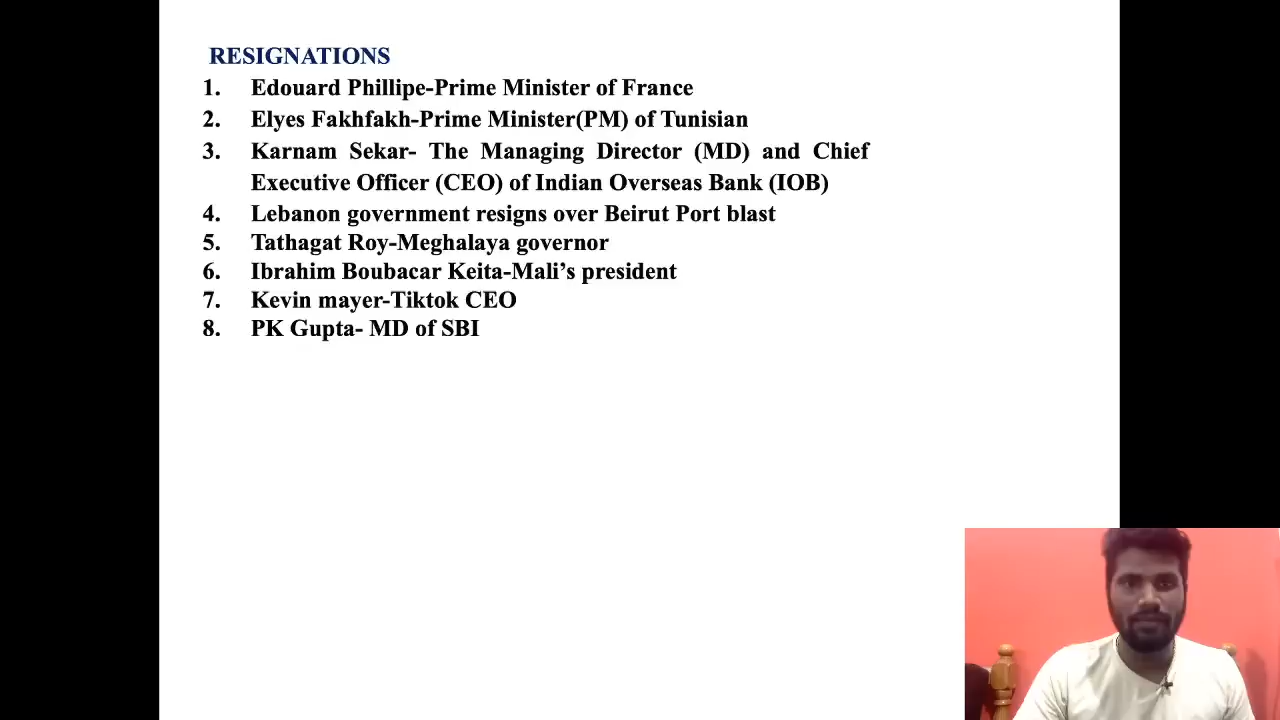 RESIGNATIONS
1. Edouard Phillipe-Prime Minister of France
2. Elyes Fakhfakh-Prime Minister(PM) of Tunisian
3. Karnam Sekar- The Managing Director (MD) and Chief
Executive Officer (CEO) of Indian Overseas Bank (IOB)
4. Lebanon government resigns over Beirut Port blast
5. Tathagat Roy-Meghalaya governor
6. Ibrahim Boubacar Keita-Mali’s president
7. Kevin mayer-Tiktok CEO
8. PK Gupta- MD of SBI